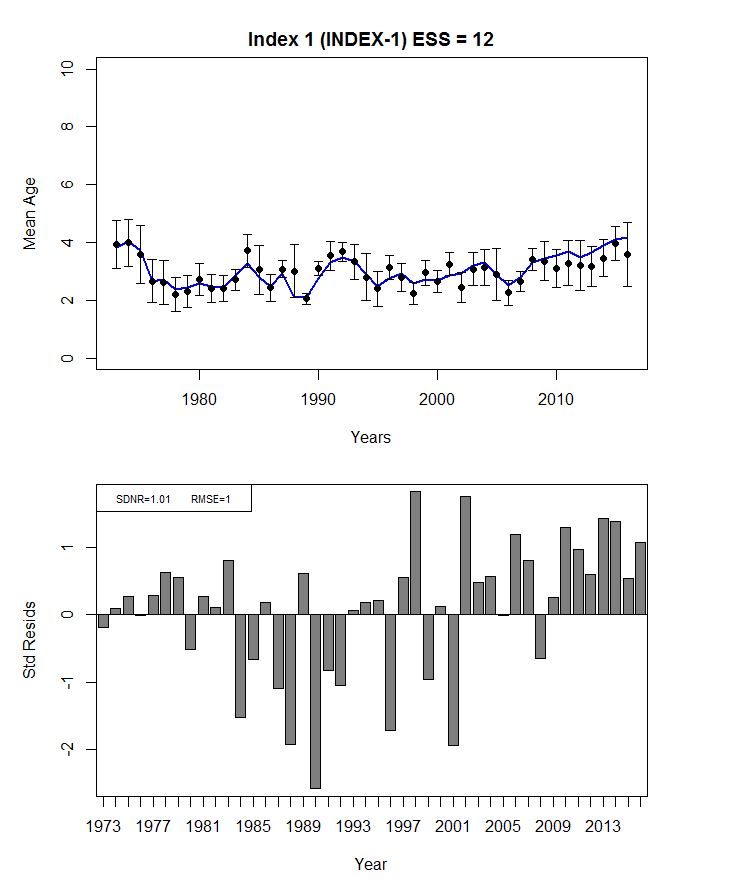 Index 1 (INDEX-1) ESS = 12
10
8
6
4
2
0
Mean Age
1980 1990 2000 2010
Years
SDNR=1.01 RMSE=1
1
0
-1
-2
Std Resids
1973 1977 1981 1985 1989 1993 1997 2001 2005 2009 2013
Year